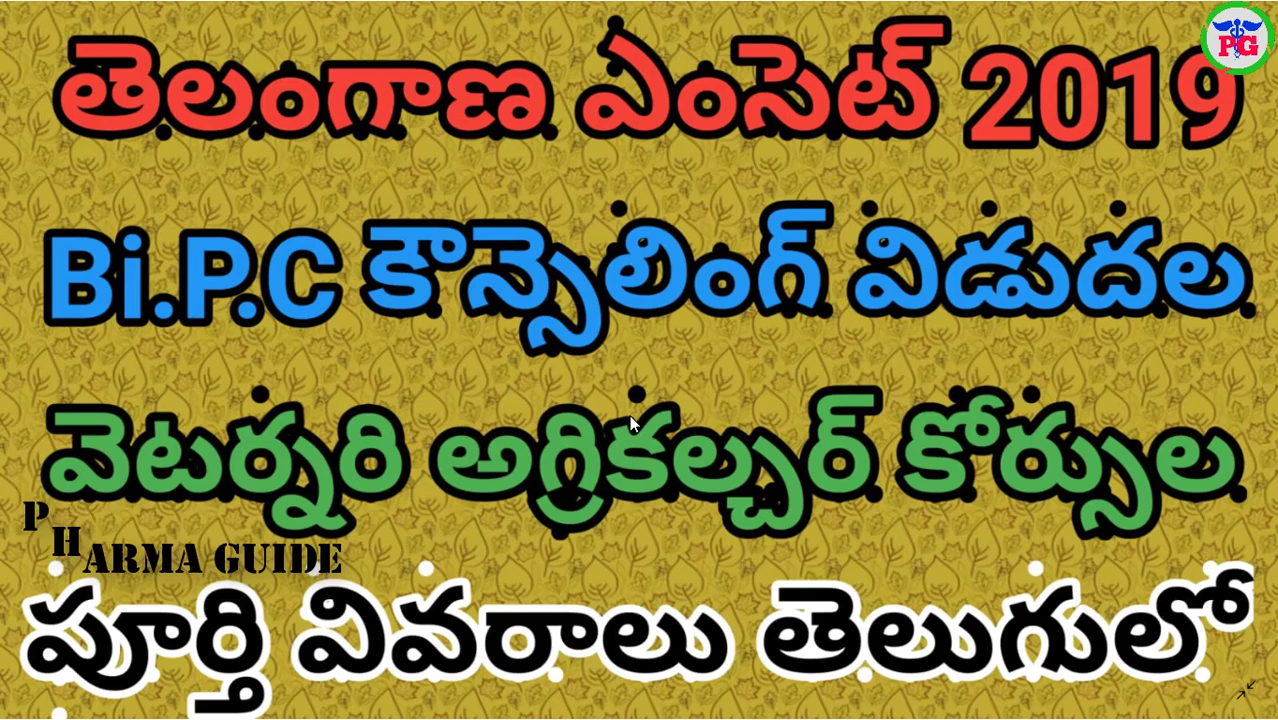 PG
తెలంగాణ ఏంసెట్ 2019
Bi.P.C కౌన్సెలింగ్ విడుదల
వెటర్నరి అగ్రికల్చర్ కోర్సుల
PHARMA GUIDE
పూర్తి వివరాలు తెలుగులో